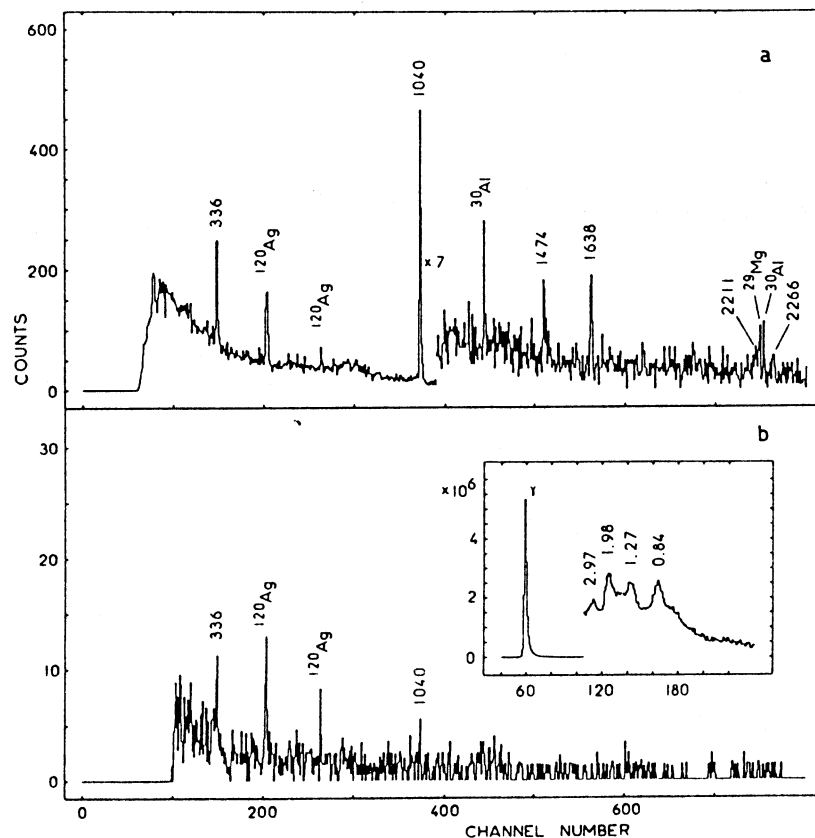 600
a
1040
400
³⁰Al
336
¹²⁰Ag
1474
1638
× 7
²⁹Mg
³⁰Al
200
2211
2266
¹²⁰Ag
COUNTS
0
30
b
× 10⁶
γ
6
2.97
1.98
1.27
0.84
4
20
2
¹²⁰Ag
336
¹²⁰Ag
0
10
1040
60 120 180
0
0 200 400 600
CHANNEL NUMBER